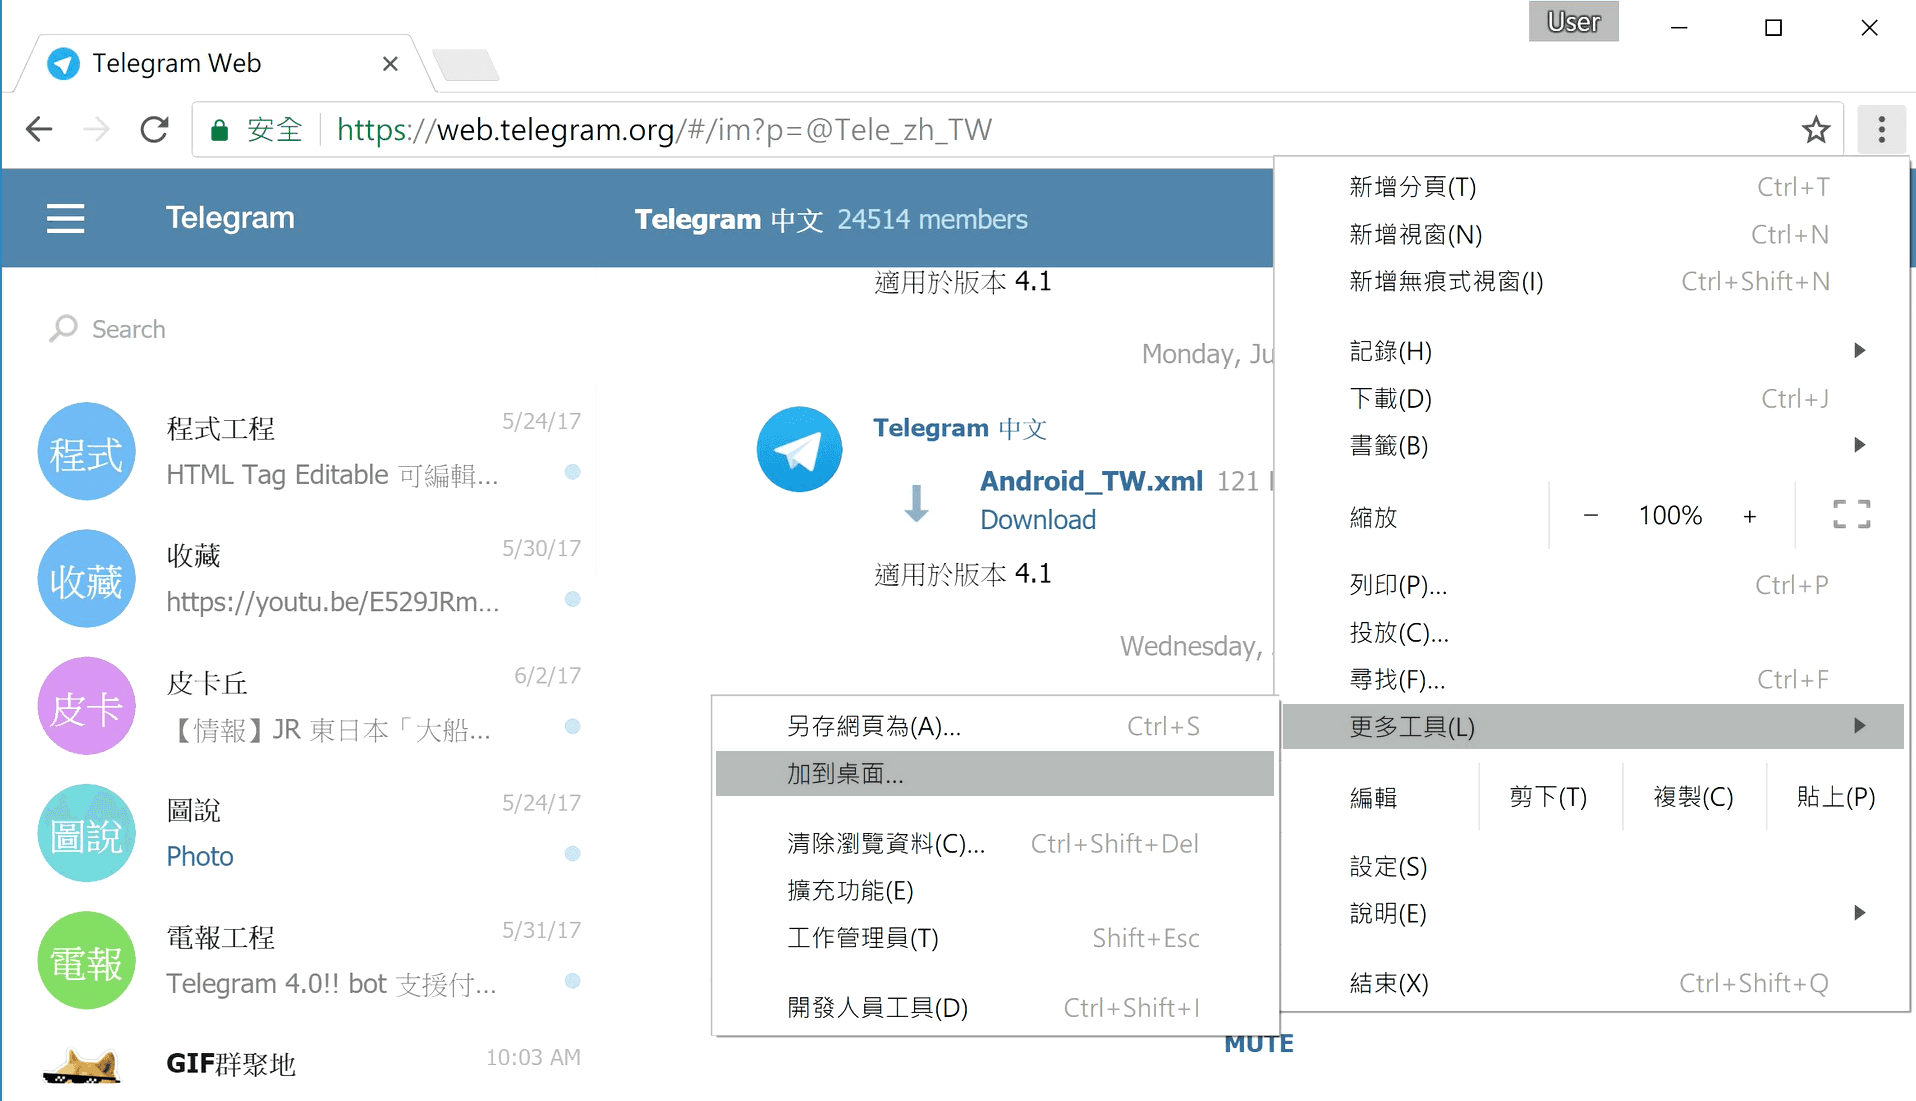 User
Telegram Web
安全 https://web.telegram.org/#/im?p=@Tele_zh_TW
Telegram
Telegram 中文 24514 members
Search
程式
程式工程 5/24/17
HTML Tag Editable 可編輯...
收藏
收藏 5/30/17
https://youtu.be/E529JRm...
皮卡
皮卡丘 6/2/17
【情報】JR 東日本「大船...
圖說
圖說 5/24/17
Photo
電報
電報工程 5/31/17
Telegram 4.0!! bot 支援付...
GIF群聚地 10:03 AM
適用於版本 4.1
Monday, Ju
Telegram 中文
Android_TW.xml 121
Download
適用於版本 4.1
Wednesday,
MUTE
新增分頁(T) Ctrl+T
新增視窗(N) Ctrl+N
新增無痕式視窗(I) Ctrl+Shift+N
記錄(H)
下載(D) Ctrl+J
書籤(B)
縮放 − 100% +
列印(P)... Ctrl+P
投放(C)...
尋找(F)... Ctrl+F
更多工具(L)
編輯 剪下(T) 複製(C) 貼上(P)
設定(S)
說明(E)
結束(X) Ctrl+Shift+Q
另存網頁為(A)... Ctrl+S
加到桌面...
清除瀏覽資料(C)... Ctrl+Shift+Del
擴充功能(E)
工作管理員(T) Shift+Esc
開發人員工具(D) Ctrl+Shift+I